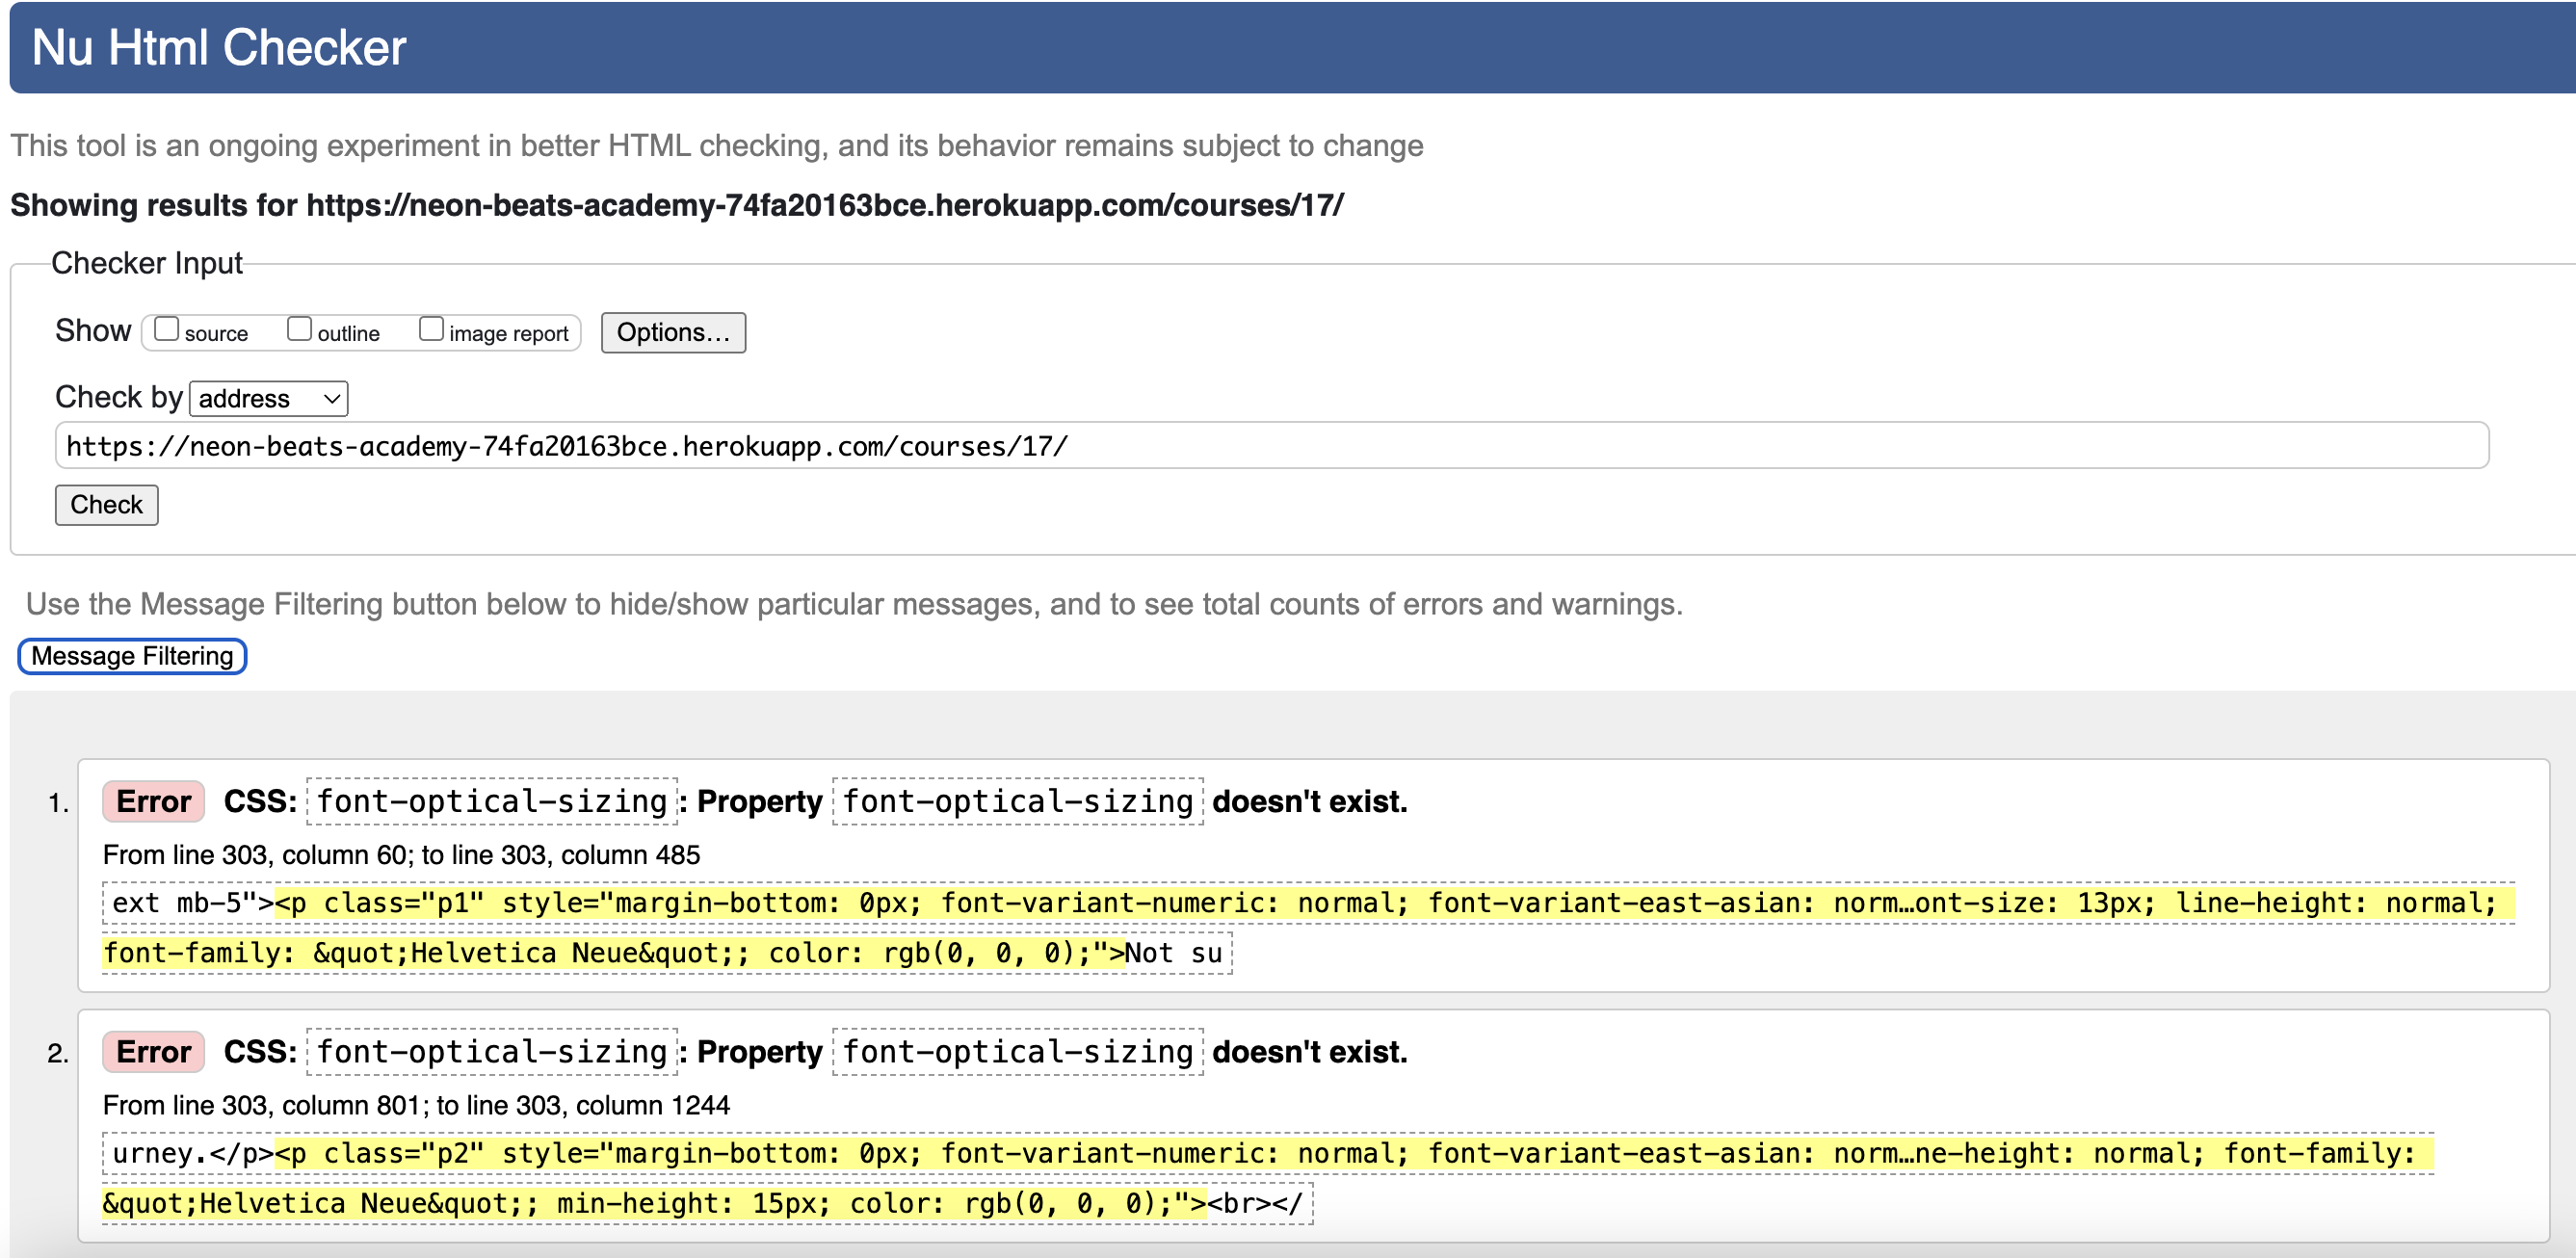 Nu Html Checker
This tool is an ongoing experiment in better HTML checking, and its behavior remains subject to change
Showing results for https://neon-beats-academy-74fa20163bce.herokuapp.com/courses/17/
Checker Input
Show source outline image report Options...
Check by address
https://neon-beats-academy-74fa20163bce.herokuapp.com/courses/17/
Check
Use the Message Filtering button below to hide/show particular messages, and to see total counts of errors and warnings.
Message Filtering
1. Error CSS: font-optical-sizing: Property font-optical-sizing doesn't exist.
From line 303, column 60; to line 303, column 485
ext mb-5"><p class="p1" style="margin-bottom: 0px; font-variant-numeric: normal; font-variant-east-asian: norm…ont-size: 13px; line-height: normal;
font-family: &quot;Helvetica Neue&quot;; color: rgb(0, 0, 0);">Not su
2. Error CSS: font-optical-sizing: Property font-optical-sizing doesn't exist.
From line 303, column 801; to line 303, column 1244
urney.</p><p class="p2" style="margin-bottom: 0px; font-variant-numeric: normal; font-variant-east-asian: norm…ne-height: normal; font-family:
&quot;Helvetica Neue&quot;; min-height: 15px; color: rgb(0, 0, 0);"><br></